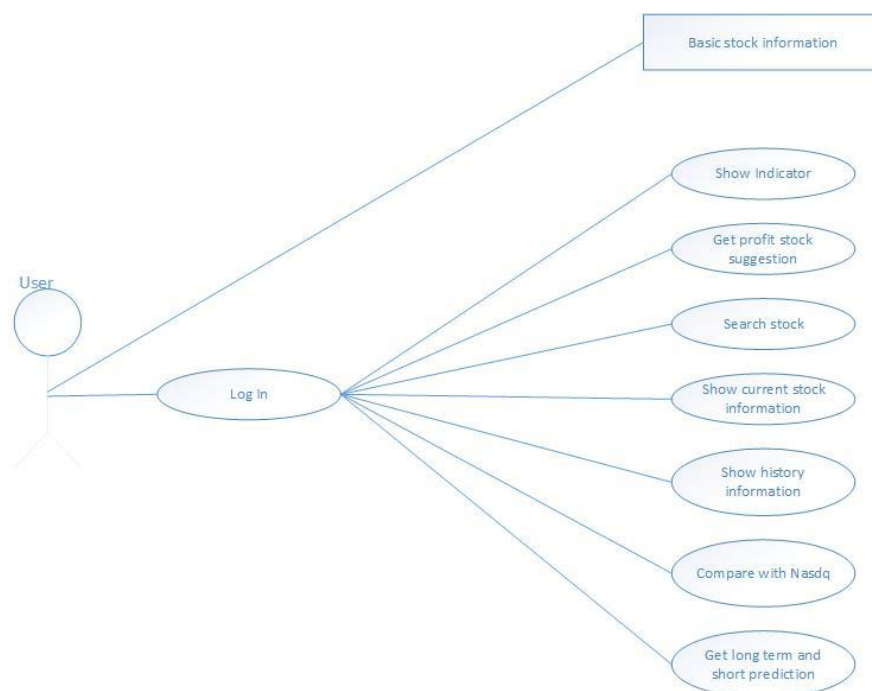 Basic stock information
Show Indicator
Get profit stock
suggestion
User
Search stock
Log In
Show current stock
information
Show history
information
Compare with Nasdq
Get long term and
short prediction